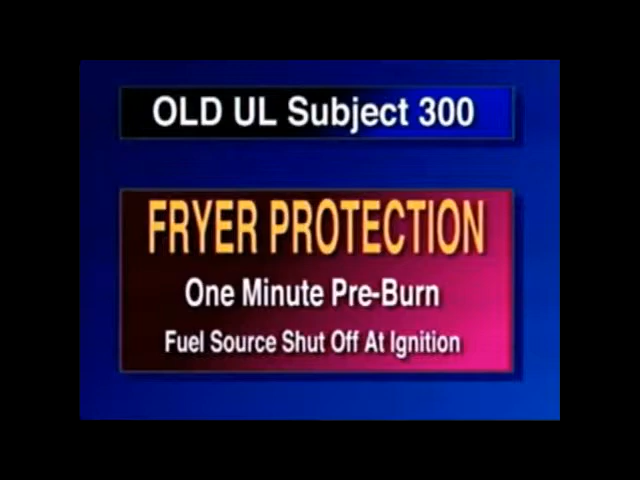 OLD UL Subject 300
FRYER PROTECTION
One Minute Pre-Burn
Fuel Source Shut Off At Ignition